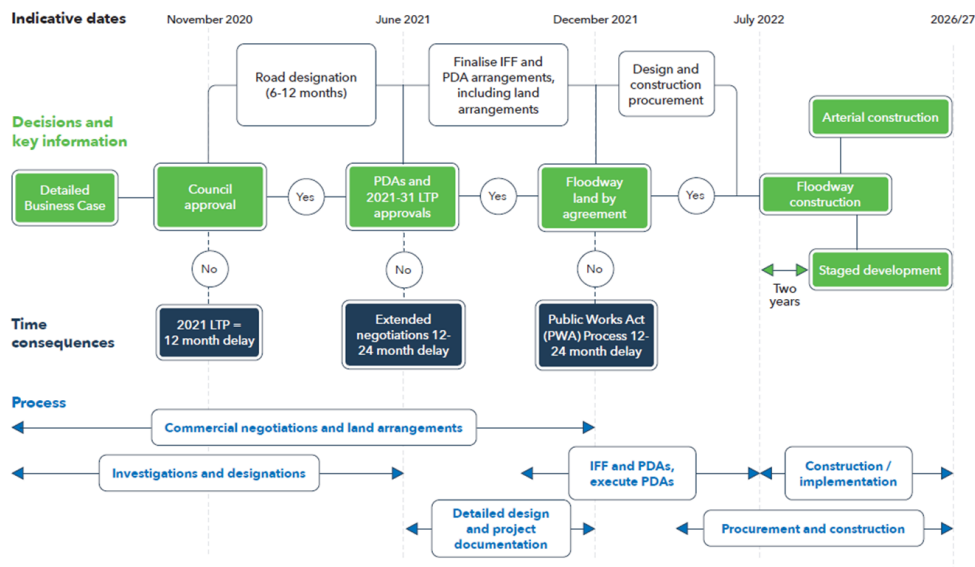 Indicative dates
November 2020
June 2021
December 2021
July 2022
2026/27
Road designation
(6-12 months)
Finalise IFF and
PDA arrangements,
including land
arrangements
Design and
construction
procurement
Decisions and
key information
Arterial construction
Detailed
Business Case
Council
approval
Yes
PDAs and
2021-31 LTP
approvals
Yes
Floodway
land by
agreement
Yes
Floodway
construction
No
No
No
Staged development
Two
years
Time
consequences
2021 LTP =
12 month delay
Extended
negotiations 12-
24 month delay
Public Works Act
(PWA) Process 12-
24 month delay
Process
Commercial negotiations and land arrangements
Investigations and designations
IFF and PDAs,
execute PDAs
Construction /
implementation
Detailed design
and project
documentation
Procurement and construction